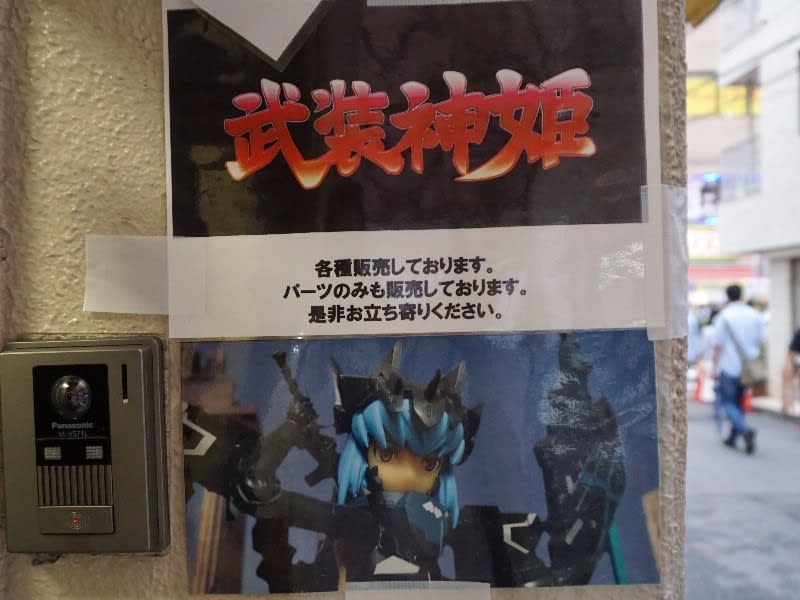 武装神姫
各種販売しております。
パーツのみも販売しております。
是非お立ち寄りください。
Panasonic